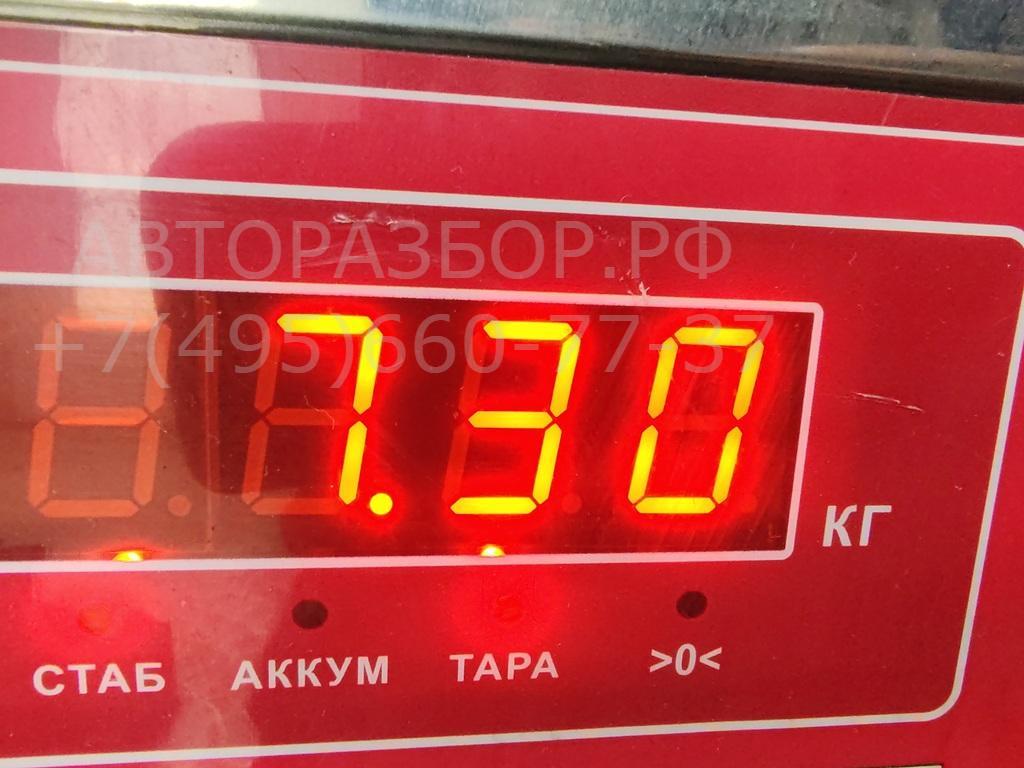 АВТОРАЗБОР.РФ
+7(495)660-77-37
7.30
КГ
СТАБ АККУМ ТАРА >0<